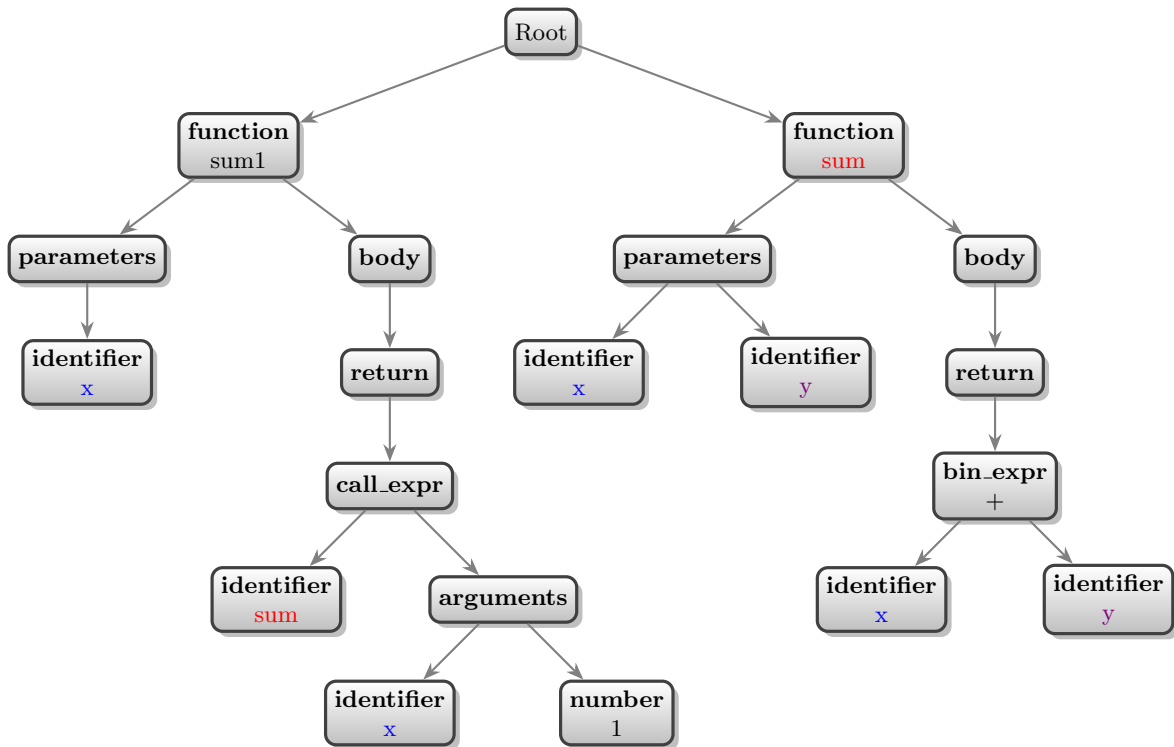 Root
function
sum1
function
sum
parameters
body
parameters
body
identifier
x
return
identifier
x
identifier
y
return
call_expr
bin_expr
+
identifier
sum
arguments
identifier
x
identifier
y
identifier
x
number
1